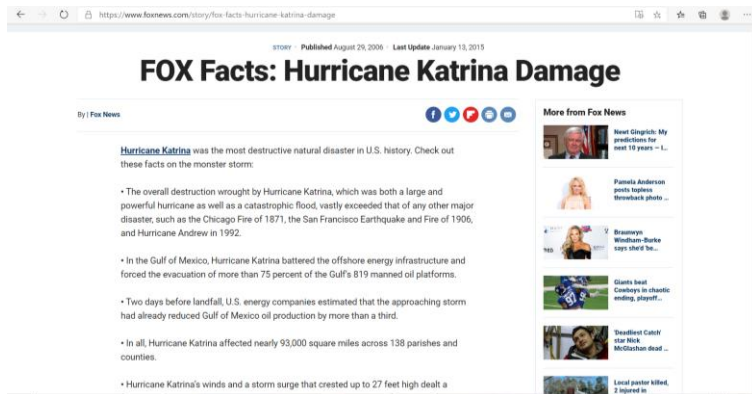 https://www.foxnews.com/story/fox-facts-hurricane-katrina-damage
STORY · Published August 29, 2006 · Last Update January 13, 2015
FOX Facts: Hurricane Katrina Damage
By | Fox News
Hurricane Katrina was the most destructive natural disaster in U.S. history. Check out
these facts on the monster storm:
• The overall destruction wrought by Hurricane Katrina, which was both a large and
powerful hurricane as well as a catastrophic flood, vastly exceeded that of any other major
disaster, such as the Chicago Fire of 1871, the San Francisco Earthquake and Fire of 1906,
and Hurricane Andrew in 1992.
• In the Gulf of Mexico, Hurricane Katrina battered the offshore energy infrastructure and
forced the evacuation of more than 75 percent of the Gulf's 819 manned oil platforms.
• Two days before landfall, U.S. energy companies estimated that the approaching storm
had already reduced Gulf of Mexico oil production by more than a third.
• In all, Hurricane Katrina affected nearly 93,000 square miles across 138 parishes and
counties.
• Hurricane Katrina's winds and a storm surge that crested up to 27 feet high dealt a
More from Fox News
Newt Gingrich: My
predictions for
next 10 years – I...
Pamela Anderson
posts topless
throwback photo ...
Braunwyn
Windham-Burke
says she'd 'be...
Giants beat
Cowboys in chaotic
ending, playoff...
'Deadliest Catch'
star Nick
McGlashan dead ...
Local pastor killed,
2 injured in